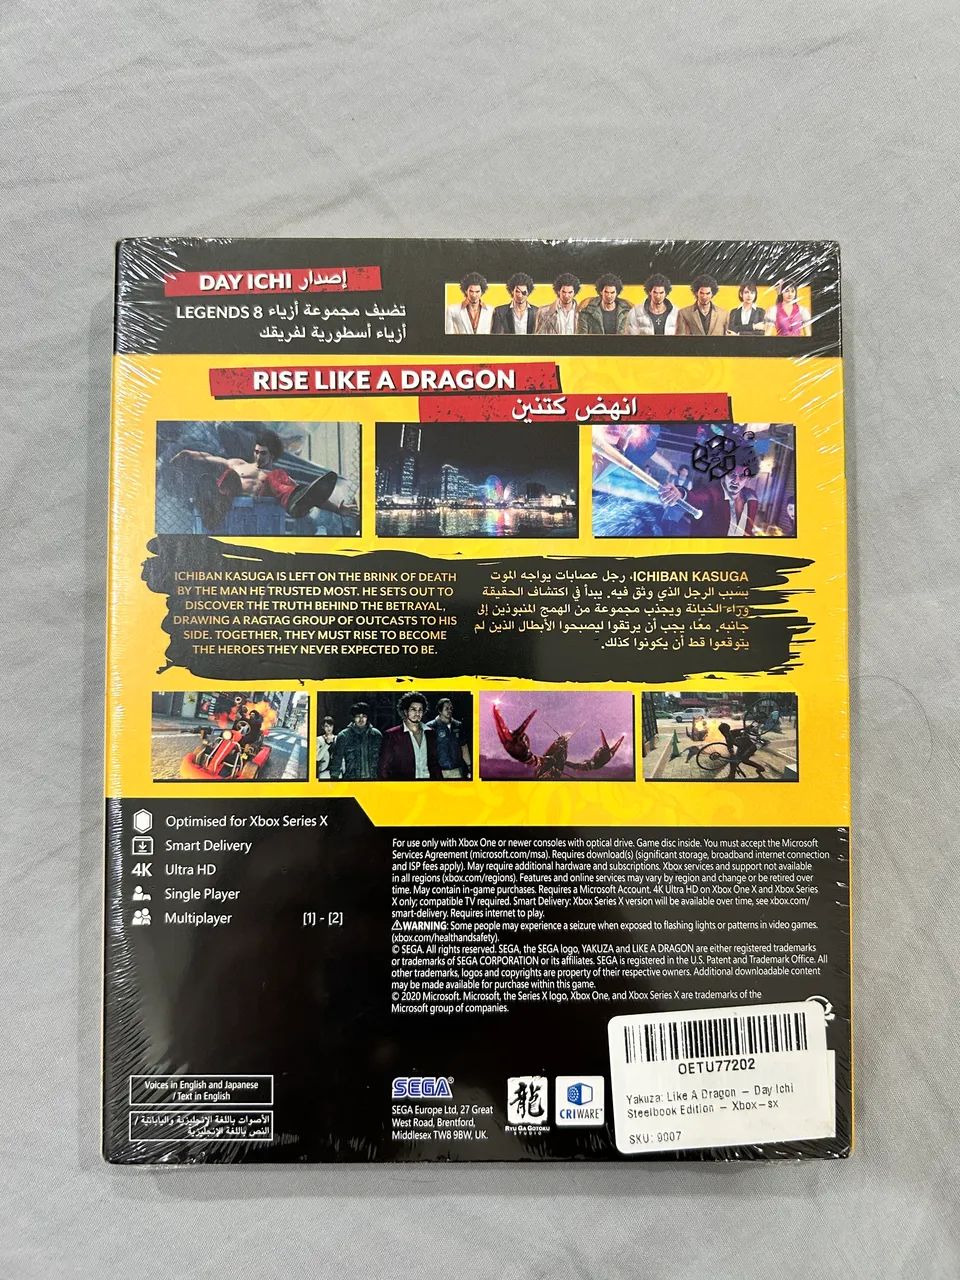 إصدار DAY ICHI
تضيف مجموعة أزياء LEGENDS 8
أزياء أسطورية لفريقك
RISE LIKE A DRAGON
انهض كتنين
ICHIBAN KASUGA IS LEFT ON THE BRINK OF DEATH
BY THE MAN HE TRUSTED MOST. HE SETS OUT TO
DISCOVER THE TRUTH BEHIND THE BETRAYAL,
DRAWING A RAGTAG GROUP OF OUTCASTS TO HIS
SIDE. TOGETHER, THEY MUST RISE TO BECOME
THE HEROES THEY NEVER EXPECTED TO BE.
ICHIBAN KASUGA، رجل عصابات يواجه الموت
بسبب الرجل الذي وثق فيه. يبدأ في اكتشاف الحقيقة
وراء الخيانة ويجذب مجموعة من الهمج المنبوذين إلى
جانبه. معًا، يجب أن يرتقوا ليصبحوا الأبطال الذين لم
يتوقعوا قط أن يكونوا كذلك.
Optimised for Xbox Series X
Smart Delivery
4K Ultra HD
Single Player
Multiplayer [1] - [2]
For use only with Xbox One or newer consoles with optical drive. Game disc inside. You must accept the Microsoft
Services Agreement (microsoft.com/msa). Requires download(s) (significant storage, broadband internet connection
and ISP fees apply). May require additional hardware and subscriptions. Xbox services and support not available
in all regions (xbox.com/regions). Features and online services may vary by region and change or be retired over
time. May contain in-game purchases. Requires a Microsoft Account. 4K Ultra HD on Xbox One X and Xbox Series
X only; compatible TV required. Smart Delivery: Xbox Series X version will be available over time, see xbox.com/
smart-delivery. Requires internet to play.
⚠WARNING: Some people may experience a seizure when exposed to flashing lights or patterns in video games.
(xbox.com/healthandsafety).
© SEGA. All rights reserved. SEGA, the SEGA logo, YAKUZA and LIKE A DRAGON are either registered trademarks
or trademarks of SEGA CORPORATION or its affiliates. SEGA is registered in the U.S. Patent and Trademark Office. All
other trademarks, logos and copyrights are property of their respective owners. Additional downloadable content
may be made available for purchase within this game.
© 2020 Microsoft. Microsoft, the Series X logo, Xbox One, and Xbox Series X are trademarks of the
Microsoft group of companies.
Voices in English and Japanese
/ Text in English
الأصوات باللغة الإنجليزية واليابانية /
النص باللغة الإنجليزية
SEGA®
SEGA Europe Ltd, 27 Great
West Road, Brentford,
Middlesex TW8 9BW, UK.
龍
RYU GA GOTOKU
STUDIO
CRIWARE
OETU77202
Yakuza: Like A Dragon – Day Ichi
Steelbook Edition – Xbox-sx
SKU: 9007